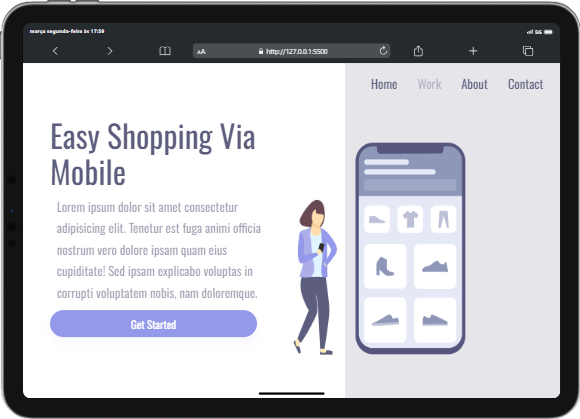 março segunda-feira às 17:59
5G
AA
http://127.0.0.1:5500
Home Work About Contact
Easy Shopping Via
Mobile
Lorem ipsum dolor sit amet consectetur
adipisicing elit. Tenetur est fuga animi officia
nostrum vero dolore ipsam quam eius
cupiditate! Sed ipsam explicabo voluptas in
corrupti voluptatem nobis, nam doloremque.
Get Started